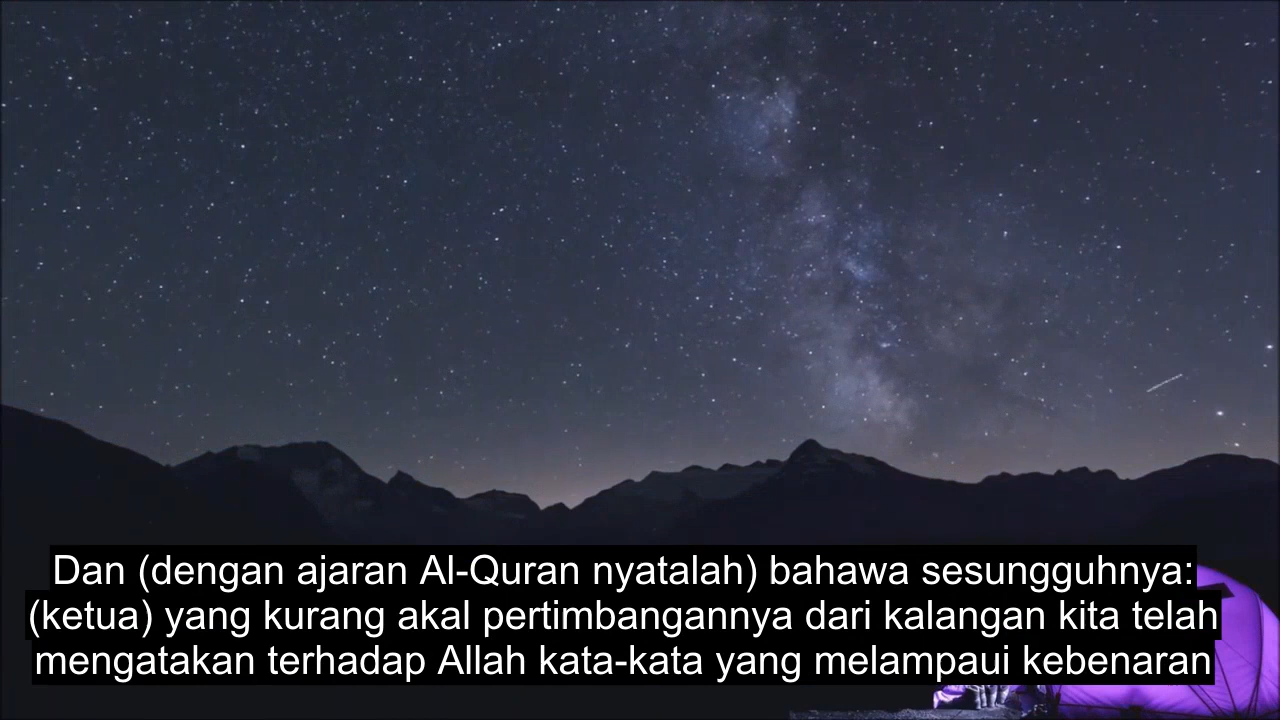 Dan (dengan ajaran Al-Quran nyatalah) bahawa sesungguhnya:
(ketua) yang kurang akal pertimbangannya dari kalangan kita telah
mengatakan terhadap Allah kata-kata yang melampaui kebenaran